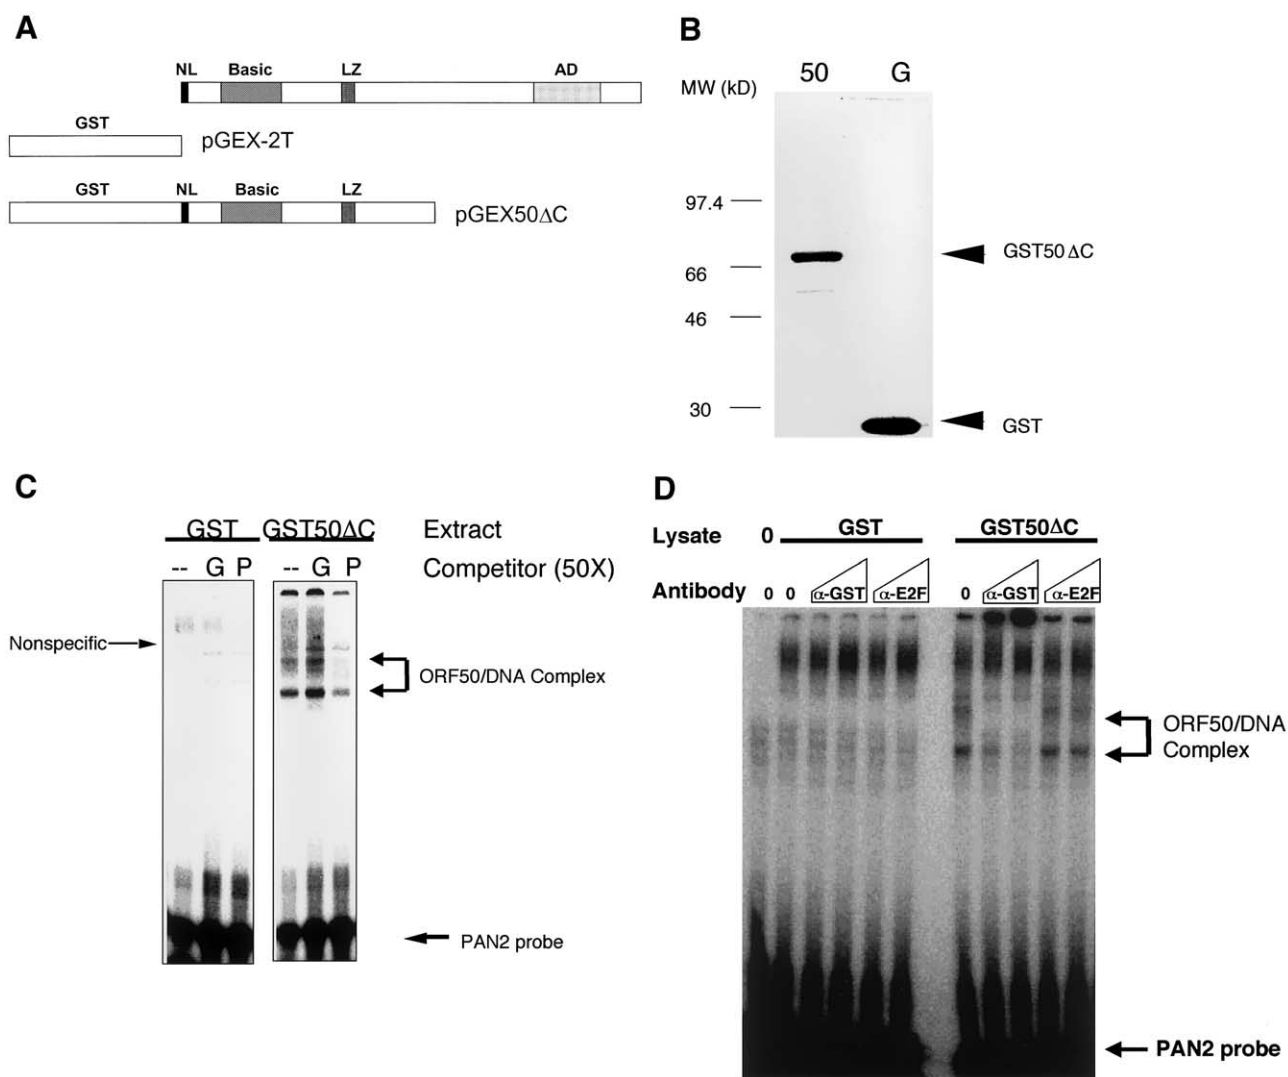 A
NL Basic LZ AD
GST
pGEX-2T
GST NL Basic LZ
pGEX50ΔC
B
50 G
MW (kD)
97.4
66
46
30
GST50ΔC
GST
C
GST GST50ΔC Extract
-- G P -- G P Competitor (50X)
Nonspecific
ORF50/DNA Complex
PAN2 probe
D
Lysate 0 GST GST50ΔC
Antibody 0 0 α-GST α-E2F 0 α-GST α-E2F
ORF50/DNA
Complex
PAN2 probe